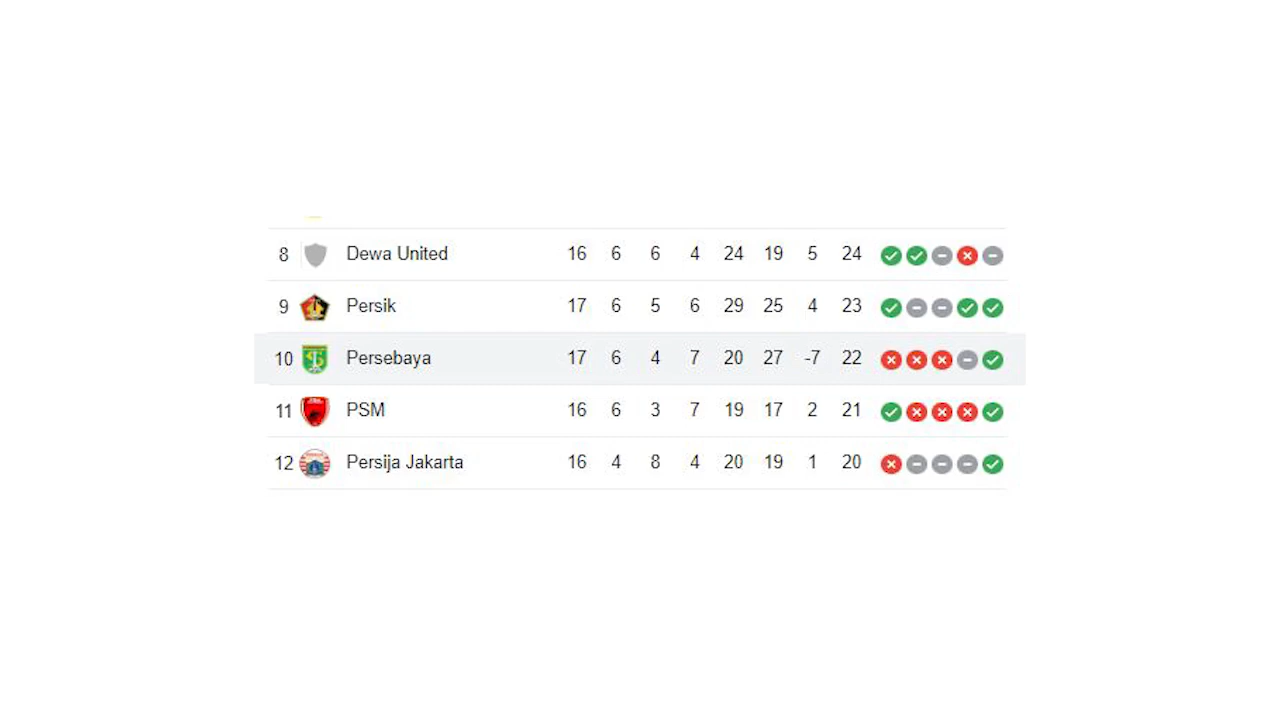 8 Dewa United 16 6 6 4 24 19 5 24
9 Persik 17 6 5 6 29 25 4 23
10 Persebaya 17 6 4 7 20 27 -7 22
11 PSM 16 6 3 7 19 17 2 21
12 Persija Jakarta 16 4 8 4 20 19 1 20